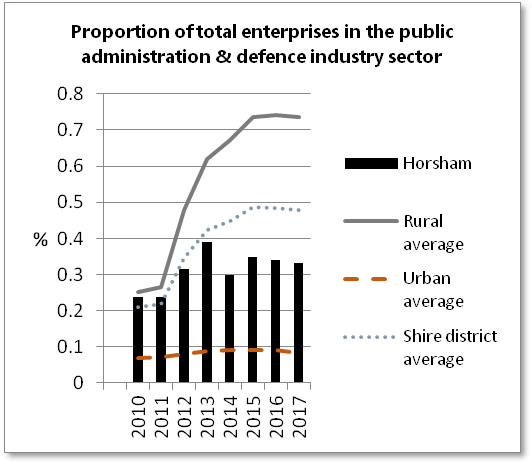 Proportion of total enterprises in the public
administration & defence industry sector
0.8
0.7
0.6
0.5
0.4
0.3
0.2
0.1
0
%
2010
2011
2012
2013
2014
2015
2016
2017
Horsham
Rural
average
Urban
average
Shire district
average